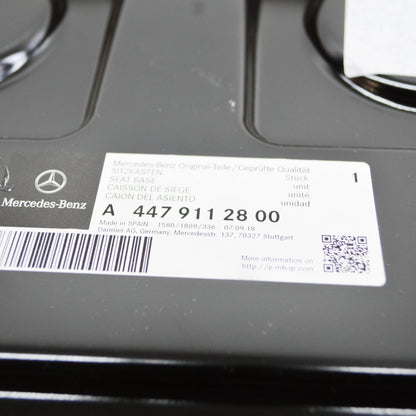 Mercedes-Benz
Mercedes-Benz Original Teile/Geprüfte Qualität
SITZKASTEN Stück 1
SEAT BASE unit
CAISSON DE SIEGE unité
CAJON DEL ASIENTO unidad
A 447 911 28 00
Made in SPAIN 1580/1809/336 07.09.18
Daimler AG, Germany, Mercedesstr. 137, 70327 Stuttgart
More information on
http://p.mb-qr.com